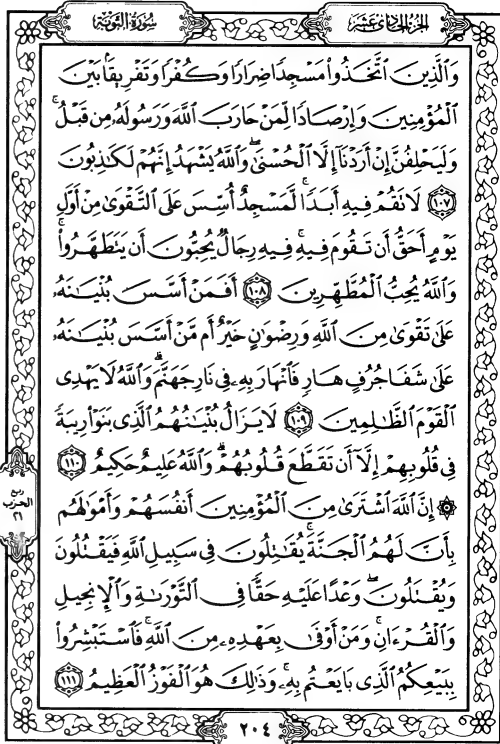 الجزء الحادي عشر
سورة التوبة
وَالَّذِينَ اتَّخَذُوا مَسْجِدًا ضِرَارًا وَكُفْرًا وَتَفْرِيقًا بَيْنَ
الْمُؤْمِنِينَ وَإِرْصَادًا لِّمَنْ حَارَبَ اللَّهَ وَرَسُولَهُ مِن قَبْلُ ۚ
وَلَيَحْلِفُنَّ إِنْ أَرَدْنَا إِلَّا الْحُسْنَىٰ ۖ وَاللَّهُ يَشْهَدُ إِنَّهُمْ لَكَاذِبُونَ
﴿١٠٧﴾ لَا تَقُمْ فِيهِ أَبَدًا ۚ لَّمَسْجِدٌ أُسِّسَ عَلَى التَّقْوَىٰ مِنْ أَوَّلِ
يَوْمٍ أَحَقُّ أَن تَقُومَ فِيهِ ۚ فِيهِ رِجَالٌ يُحِبُّونَ أَن يَتَطَهَّرُوا ۚ
وَاللَّهُ يُحِبُّ الْمُطَّهِّرِينَ ﴿١٠٨﴾ أَفَمَنْ أَسَّسَ بُنْيَانَهُ
عَلَىٰ تَقْوَىٰ مِنَ اللَّهِ وَرِضْوَانٍ خَيْرٌ أَم مَّنْ أَسَّسَ بُنْيَانَهُ
عَلَىٰ شَفَا جُرُفٍ هَارٍ فَانْهَارَ بِهِ فِي نَارِ جَهَنَّمَ ۗ وَاللَّهُ لَا يَهْدِي
الْقَوْمَ الظَّالِمِينَ ﴿١٠٩﴾ لَا يَزَالُ بُنْيَانُهُمُ الَّذِي بَنَوْا رِيبَةً
فِي قُلُوبِهِمْ إِلَّا أَن تَقَطَّعَ قُلُوبُهُمْ ۗ وَاللَّهُ عَلِيمٌ حَكِيمٌ ﴿١١٠﴾
۞ إِنَّ اللَّهَ اشْتَرَىٰ مِنَ الْمُؤْمِنِينَ أَنفُسَهُمْ وَأَمْوَالَهُم
بِأَنَّ لَهُمُ الْجَنَّةَ ۚ يُقَاتِلُونَ فِي سَبِيلِ اللَّهِ فَيَقْتُلُونَ
وَيُقْتَلُونَ ۖ وَعْدًا عَلَيْهِ حَقًّا فِي التَّوْرَاةِ وَالْإِنجِيلِ
وَالْقُرْءَانِ ۚ وَمَنْ أَوْفَىٰ بِعَهْدِهِ مِنَ اللَّهِ ۚ فَاسْتَبْشِرُوا
بِبَيْعِكُمُ الَّذِي بَايَعْتُم بِهِ ۚ وَذَٰلِكَ هُوَ الْفَوْزُ الْعَظِيمُ ﴿١١١﴾
ربع
الحزب
٢١
٢٠٤